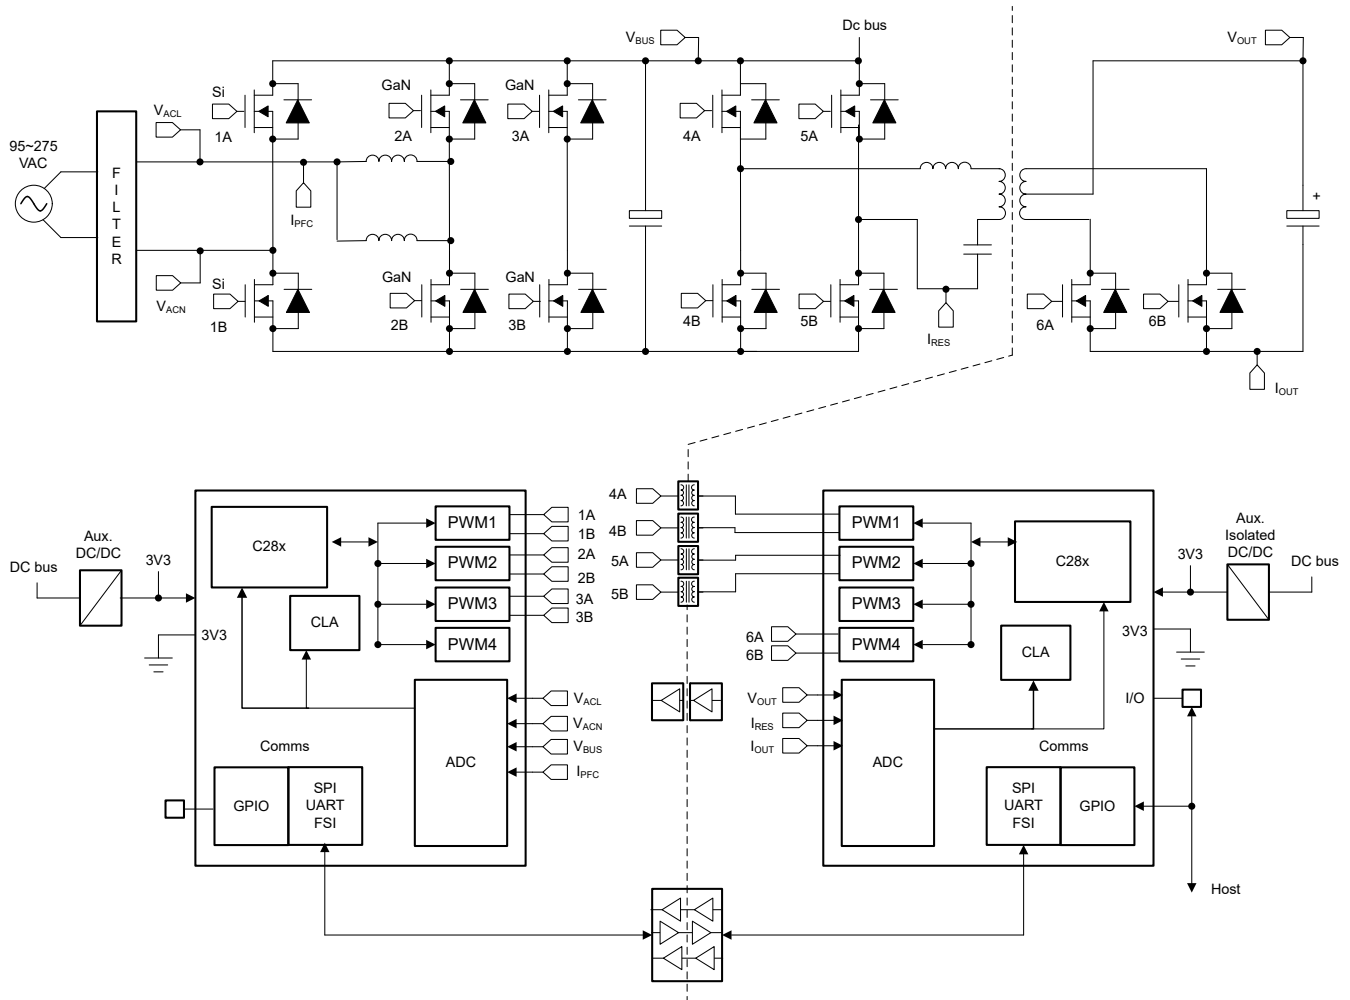 Dc bus
VBUS
VOUT
Si
GaN
GaN
VACL
1A
2A
3A
4A
5A
95~275
VAC
FILTER
IPFC
+
VACN
Si
GaN
GaN
1B
2B
3B
4B
5B
6A
6B
IRES
IOUT
4A
4B
5A
5B
Aux.
DC/DC
DC bus
3V3
3V3
C28x
CLA
PWM1
PWM2
PWM3
PWM4
1A
1B
2A
2B
3A
3B
ADC
VACL
VACN
VBUS
IPFC
Comms
GPIO
SPI
UART
FSI
PWM1
PWM2
PWM3
PWM4
6A
6B
C28x
CLA
VOUT
IRES
IOUT
ADC
Comms
SPI
UART
FSI
GPIO
Aux.
Isolated
DC/DC
3V3
DC bus
3V3
I/O
Host